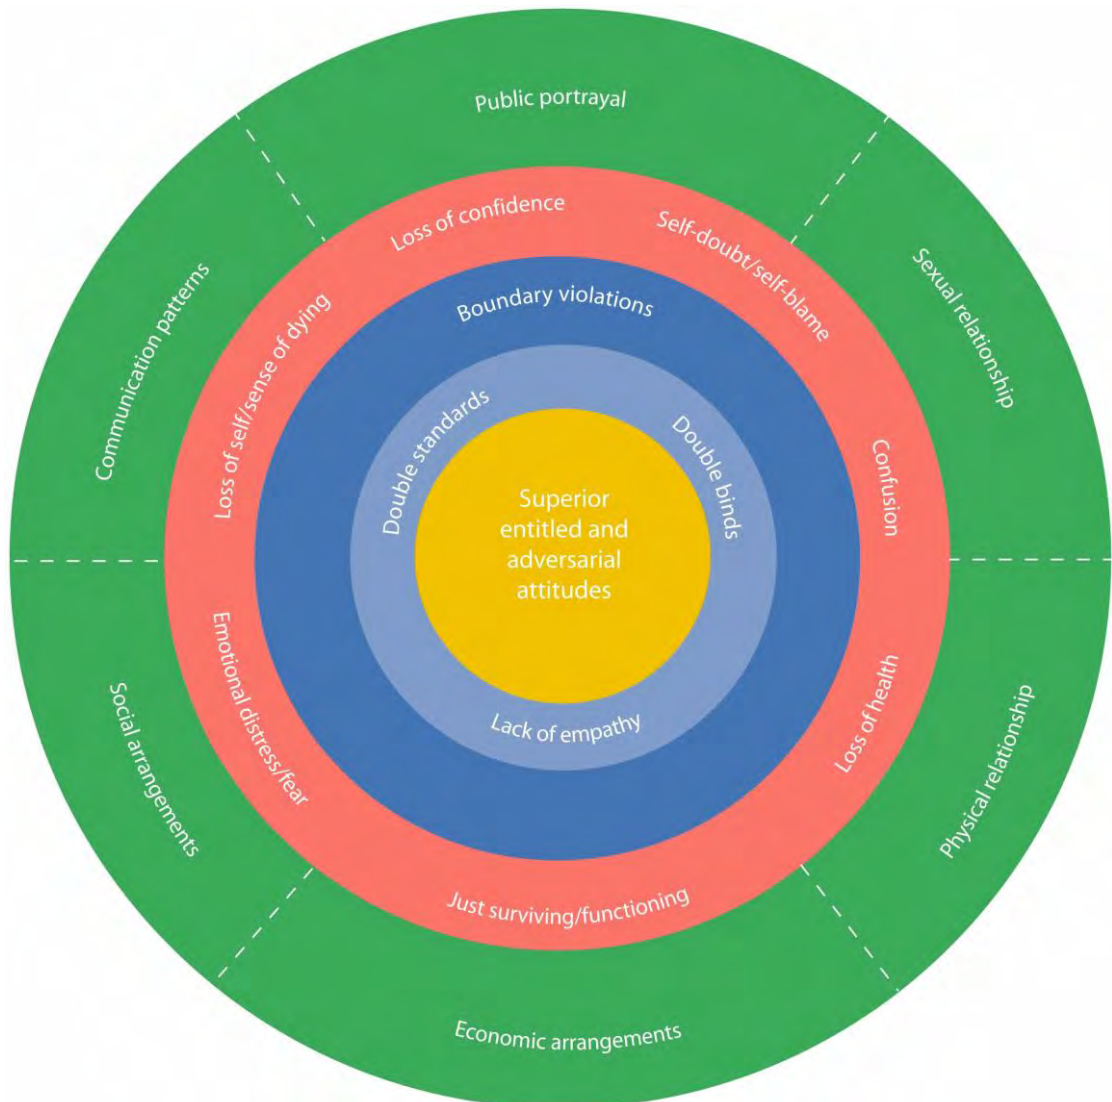 Public portrayal
Sexual relationship
Physical relationship
Economic arrangements
Social arrangements
Communication patterns
Loss of confidence
Self-doubt/self-blame
Confusion
Loss of health
Just surviving/functioning
Emotional distress/fear
Loss of self/sense of dying
Boundary violations
Double standards
Double binds
Lack of empathy
Superior
entitled and
adversarial
attitudes